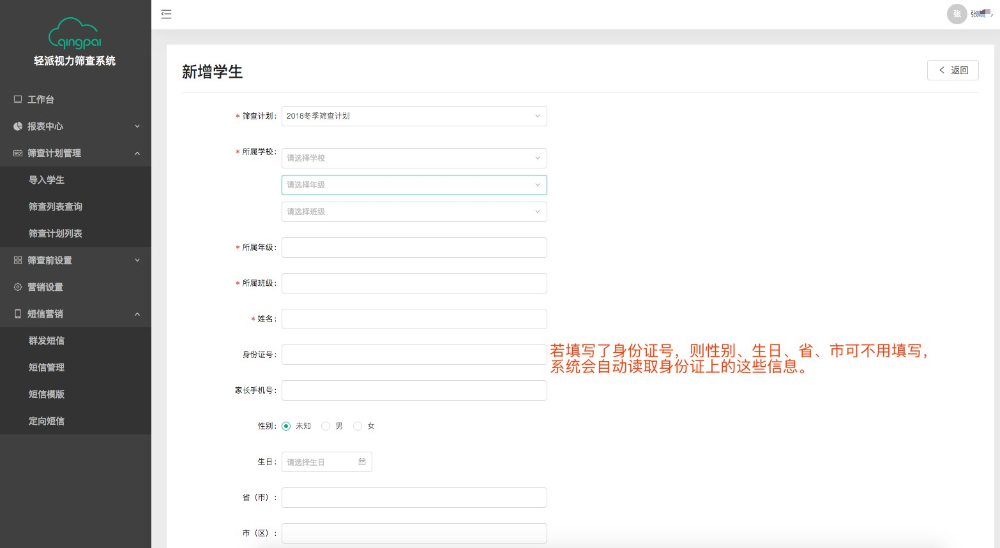 qingpai
轻派视力筛查系统
张 张
工作台
报表中心
筛查计划管理
导入学生
筛查列表查询
筛查计划列表
筛查前设置
营销设置
短信营销
群发短信
短信管理
短信模版
定向短信
新增学生
返回
* 筛查计划: 2018冬季筛查计划
* 所属学校: 请选择学校
请选择年级
请选择班级
* 所属年级:
* 所属班级:
* 姓名:
身份证号:
若填写了身份证号，则性别、生日、省、市可不用填写，
系统会自动读取身份证上的这些信息。
家长手机号:
性别: 未知 男 女
生日: 请选择生日
省（市）:
市（区）: